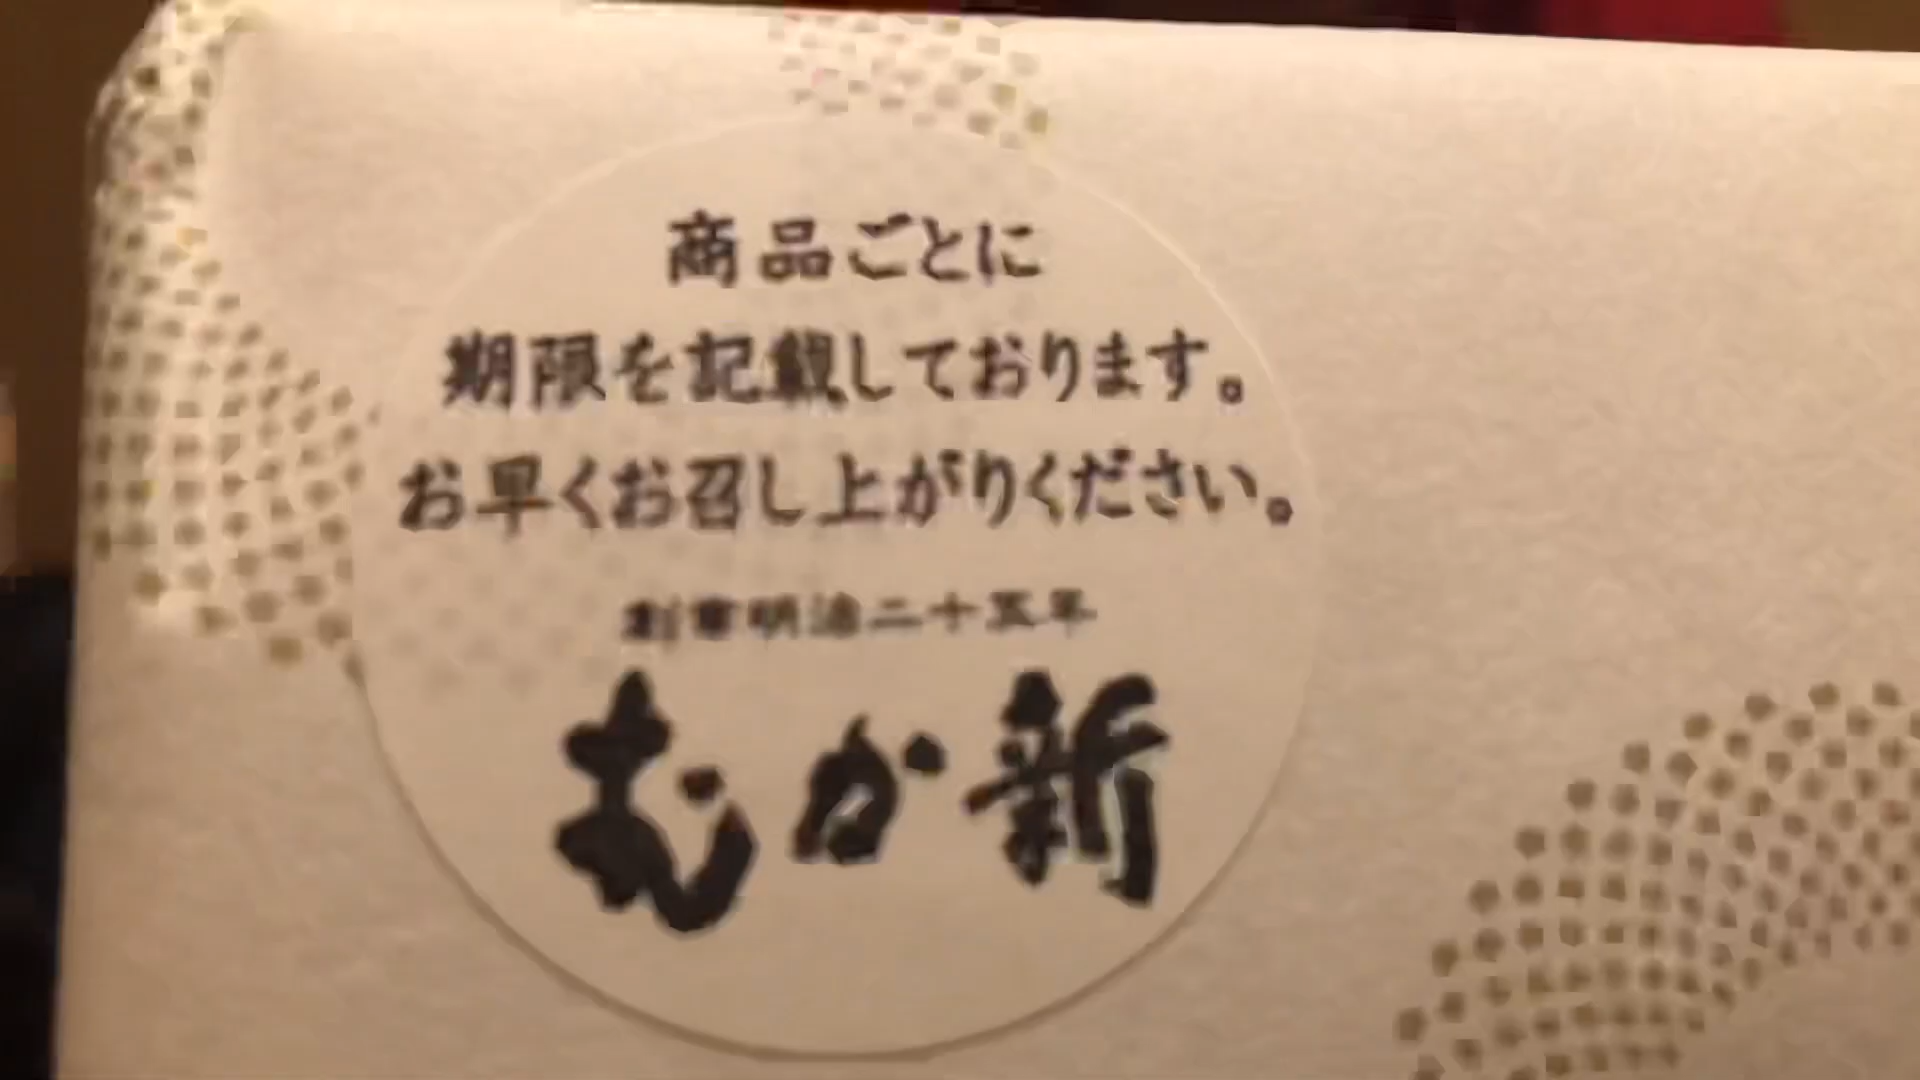 商品ごとに
期限を記載しております。
お早くお召し上がりください。
創業明治二十五年
むか新